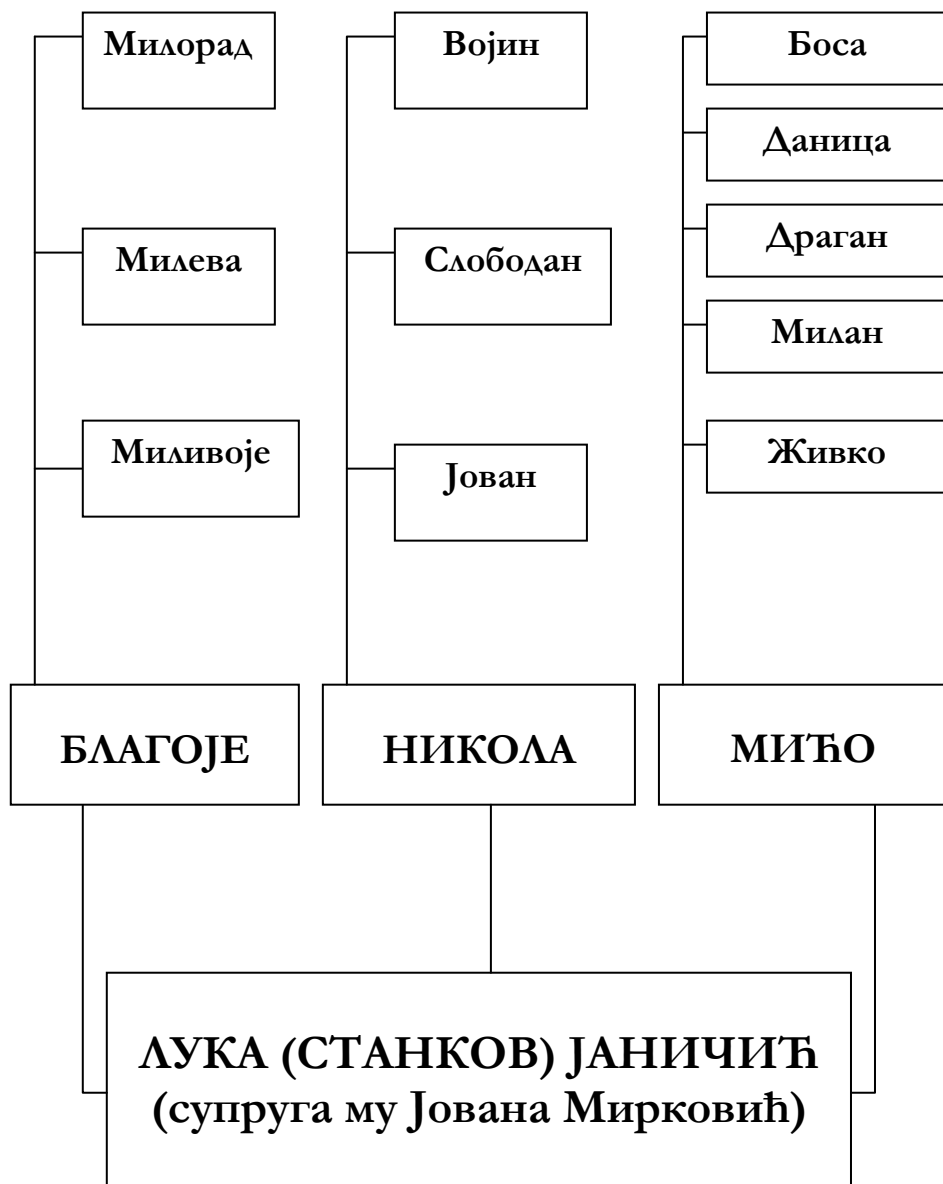 Милорад
Војин
Боса
Даница
Драган
Милева
Слободан
Милан
Миливоје
Јован
Живко
БЛАГОЈЕ
НИКОЛА
МИЋО
ЛУКА (СТАНКОВ) ЈАНИЧИЋ
(супруга му Јована Мирковић)